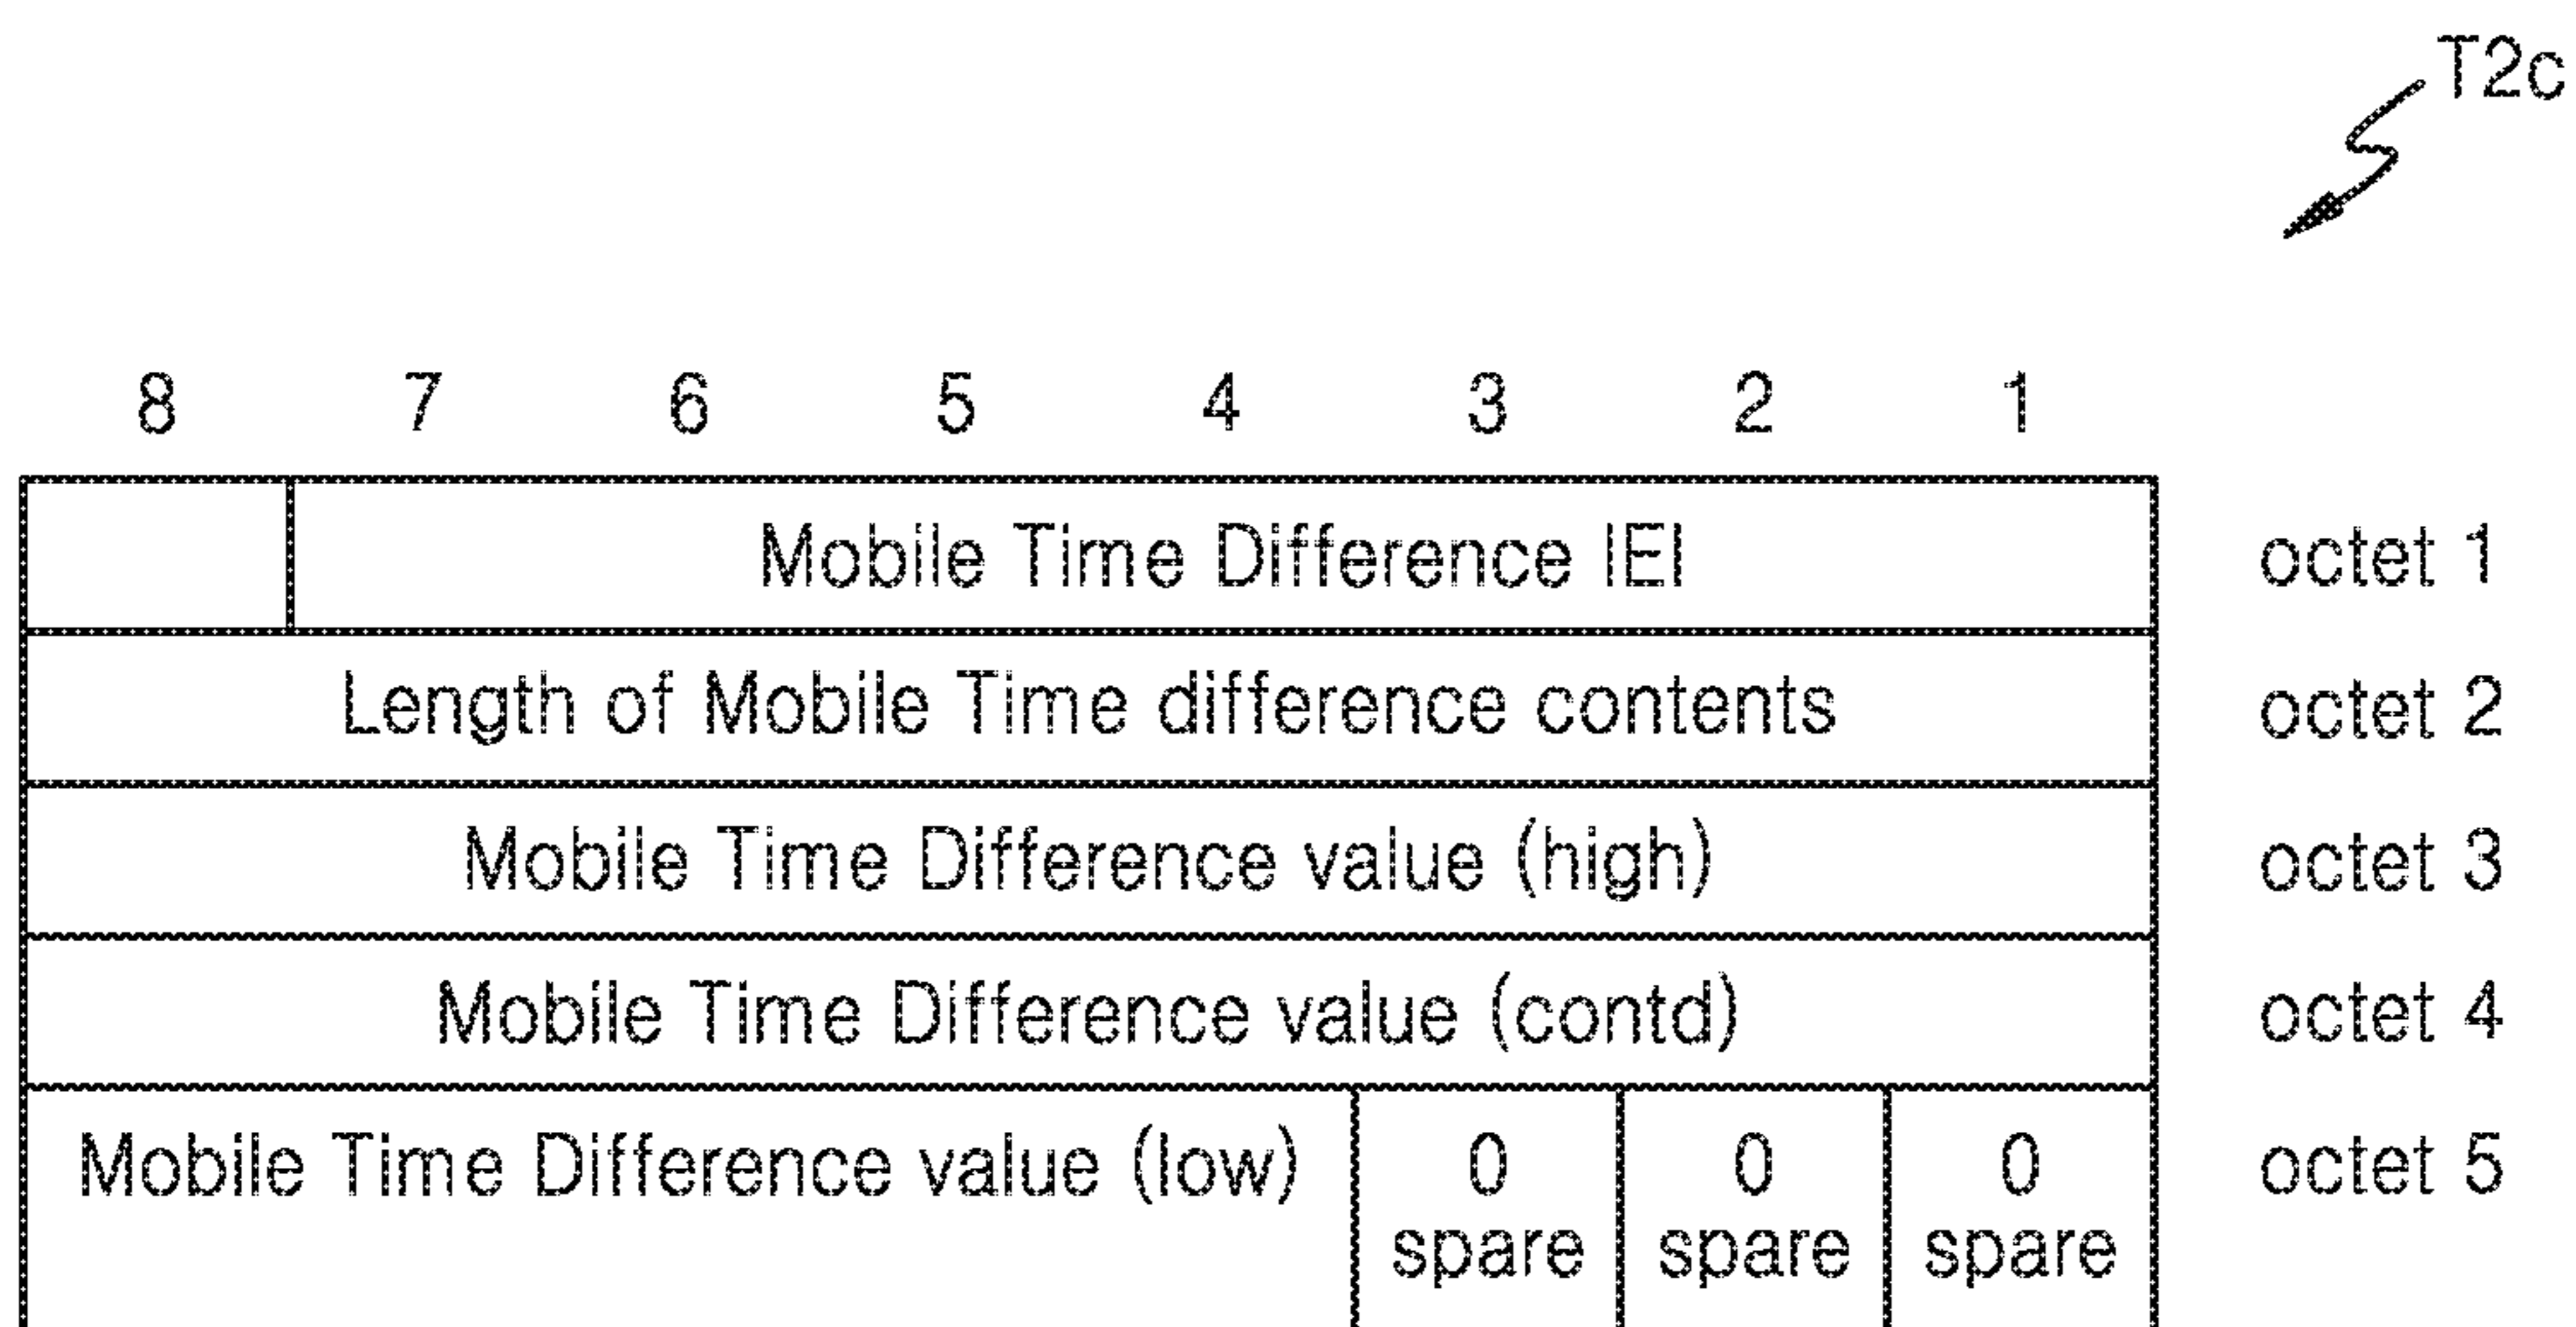 T2c
8 7 6 5 4 3 2 1
Mobile Time Difference IEI octet 1
Length of Mobile Time difference contents octet 2
Mobile Time Difference value (high) octet 3
Mobile Time Difference value (contd) octet 4
Mobile Time Difference value (low) 0 0 0 octet 5
spare spare spare